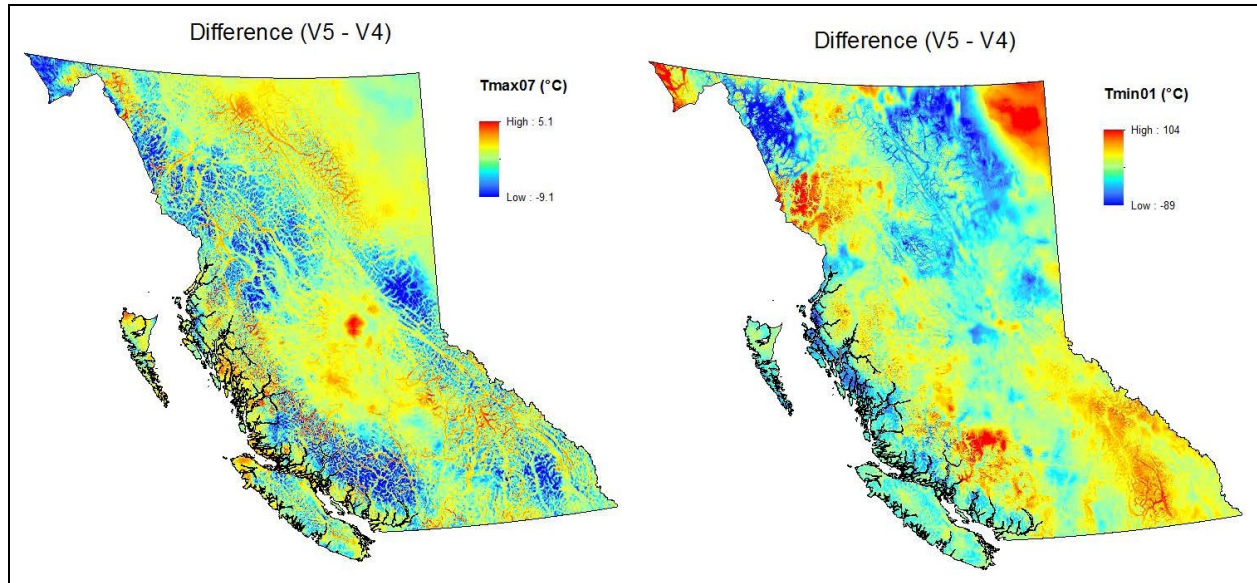 Difference (V5 - V4)
Tmax07 (°C)
High : 5.1
Low : -9.1
Difference (V5 - V4)
Tmin01 (°C)
High : 104
Low : -89